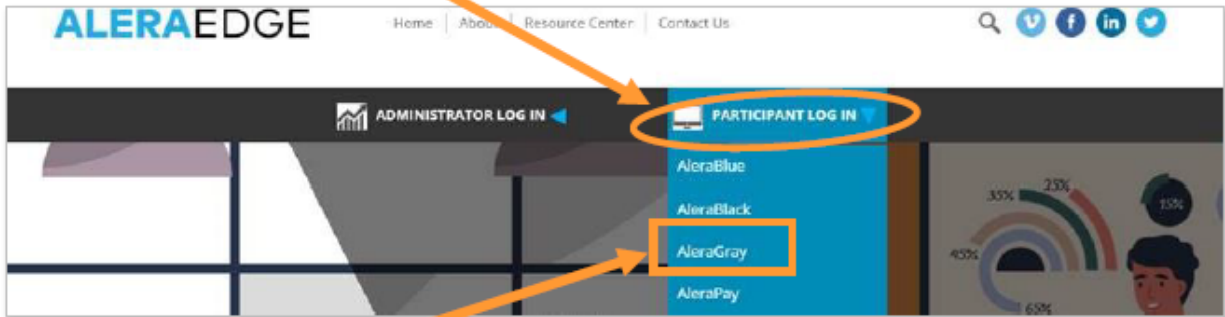 ALERAEDGE
Home | About | Resource Center | Contact Us
ADMINISTRATOR LOG IN
PARTICIPANT LOG IN
AleraBlue
AleraBlack
AleraGray
AleraPay
35%
25%
15%
45%
65%